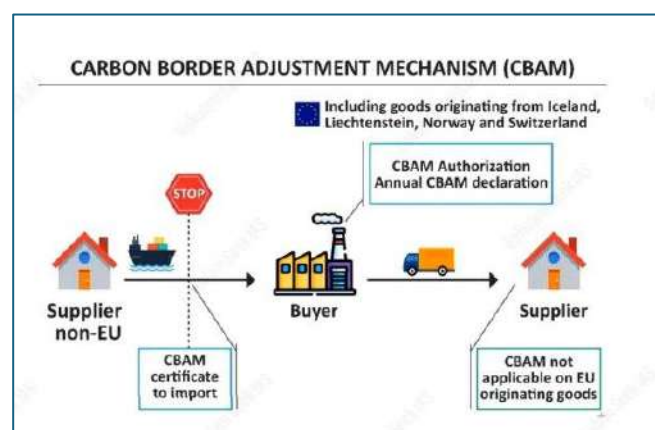 CARBON BORDER ADJUSTMENT MECHANISM (CBAM)
Including goods originating from Iceland,
Liechtenstein, Norway and Switzerland
CBAM Authorization
Annual CBAM declaration
STOP
Supplier
non-EU
Buyer
Supplier
CBAM
certificate
to import
CBAM not
applicable on EU
originating goods